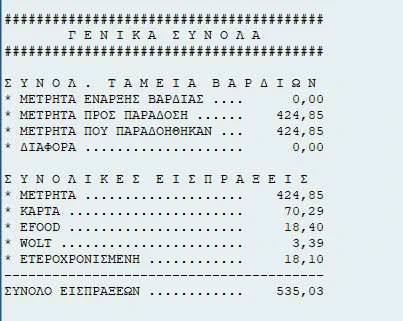 ########################################
Γ Ε Ν Ι Κ Α   Σ Υ Ν Ο Λ Α
########################################
Σ Υ Ν Ο Λ . Τ Α Μ Ε Ι Α Β Α Ρ Δ Ι Ω Ν
* ΜΕΤΡΗΤΑ ΕΝΑΡΞΗΣ ΒΑΡΔΙΑΣ .... 0,00
* ΜΕΤΡΗΤΑ ΠΡΟΣ ΠΑΡΑΔΟΣΗ ...... 424,85
* ΜΕΤΡΗΤΑ ΠΟΥ ΠΑΡΑΔΟΗΘΗΚΑΝ ... 424,85
* ΔΙΑΦΟΡΑ .................... 0,00
Σ Υ Ν Ο Λ Ι Κ Ε Σ   Ε Ι Σ Π Ρ Α Ξ Ε Ι Σ
* ΜΕΤΡΗΤΑ .................... 424,85
* ΚΑΡΤΑ ...................... 70,29
* EFOOD ...................... 18,40
* WOLT ....................... 3,39
* ΕΤΕΡΟΧΡΟΝΙΣΜΕΝΗ ............ 18,10
----------------------------------------
ΣΥΝΟΛΟ ΕΙΣΠΡΑΞΕΩΝ ............ 535,03